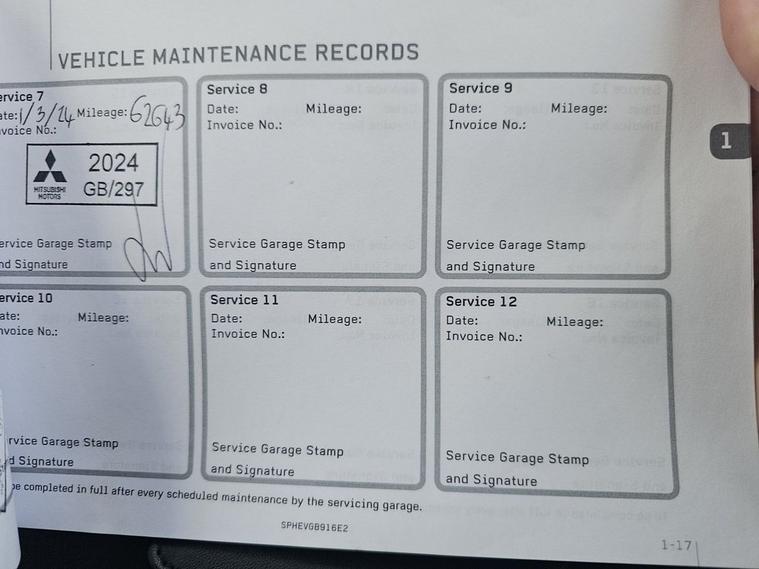 VEHICLE MAINTENANCE RECORDS
ervice 7
ate: 1/3/24 Mileage: 62643
nvoice No.:
MITSUBISHI MOTORS
2024
GB/297
ervice Garage Stamp
nd Signature
Service 8
Date: Mileage:
Invoice No.:
Service Garage Stamp
and Signature
Service 9
Date: Mileage:
Invoice No.:
Service Garage Stamp
and Signature
1
ervice 10
ate: Mileage:
nvoice No.:
rvice Garage Stamp
d Signature
Service 11
Date: Mileage:
Invoice No.:
Service Garage Stamp
and Signature
Service 12
Date: Mileage:
Invoice No.:
Service Garage Stamp
and Signature
be completed in full after every scheduled maintenance by the servicing garage.
SPHEVGB916E2
1-17